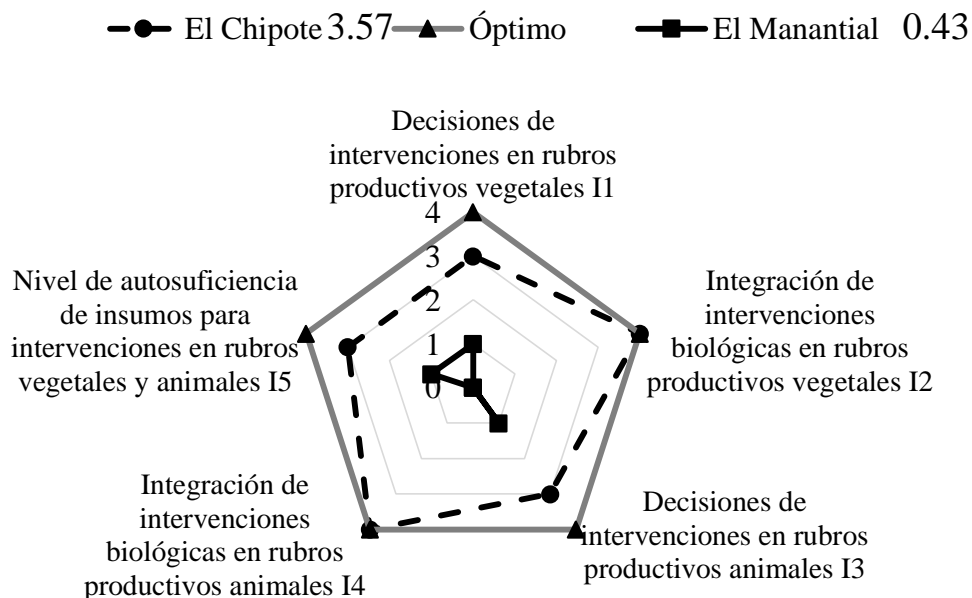 El Chipote 3.57 Óptimo El Manantial 0.43
Decisiones de
intervenciones en rubros
productivos vegetales I1
4
3
2
1
0
Integración de
intervenciones
biológicas en rubros
productivos vegetales I2
Decisiones de
intervenciones en rubros
productivos animales I3
Integración de
intervenciones
biológicas en rubros
productivos animales I4
Nivel de autosuficiencia
de insumos para
intervenciones en rubros
vegetales y animales I5